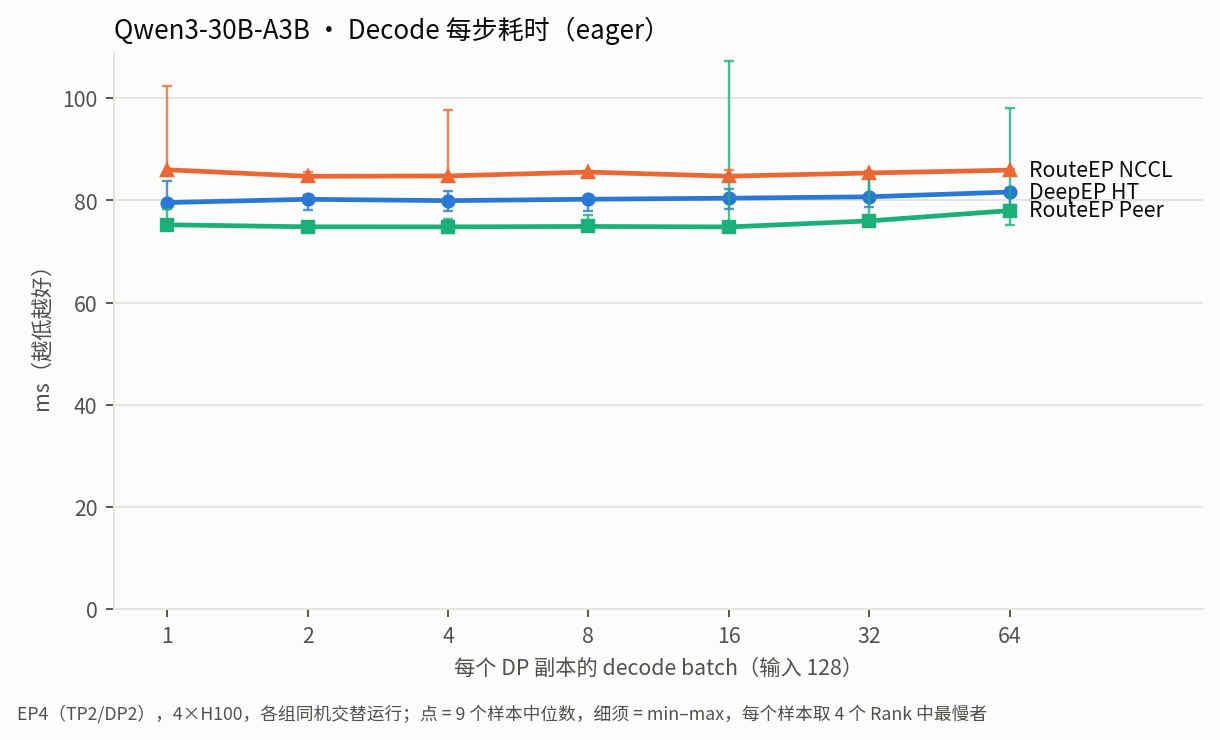 Qwen3-30B-A3B · Decode 每步耗时（eager）
ms（越低越好）
100
80
60
40
20
0
RouteEP NCCL
DeepEP HT
RouteEP Peer
1 2 4 8 16 32 64
每个 DP 副本的 decode batch（输入 128）
EP4（TP2/DP2），4×H100，各组同机交替运行；点 = 9 个样本中位数，细须 = min–max，每个样本取 4 个 Rank 中最慢者